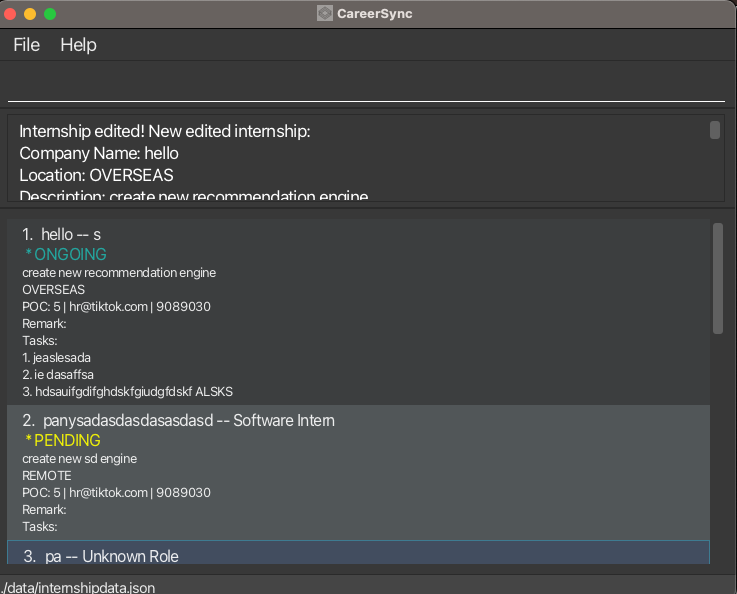 CareerSync
File Help
Internship edited! New edited internship:
Company Name: hello
Location: OVERSEAS
Description: create new recommendation engine
1. hello -- s
* ONGOING
create new recommendation engine
OVERSEAS
POC: 5 | hr@tiktok.com | 9089030
Remark:
Tasks:
1. jeaslesada
2. ie dasaffsa
3. hdsauifgdifghdskfgiudgfdskf ALSKS
2. panysadasdasdasasdasd -- Software Intern
* PENDING
create new sd engine
REMOTE
POC: 5 | hr@tiktok.com | 9089030
Remark:
Tasks:
3. pa -- Unknown Role
./data/internshipdata.json